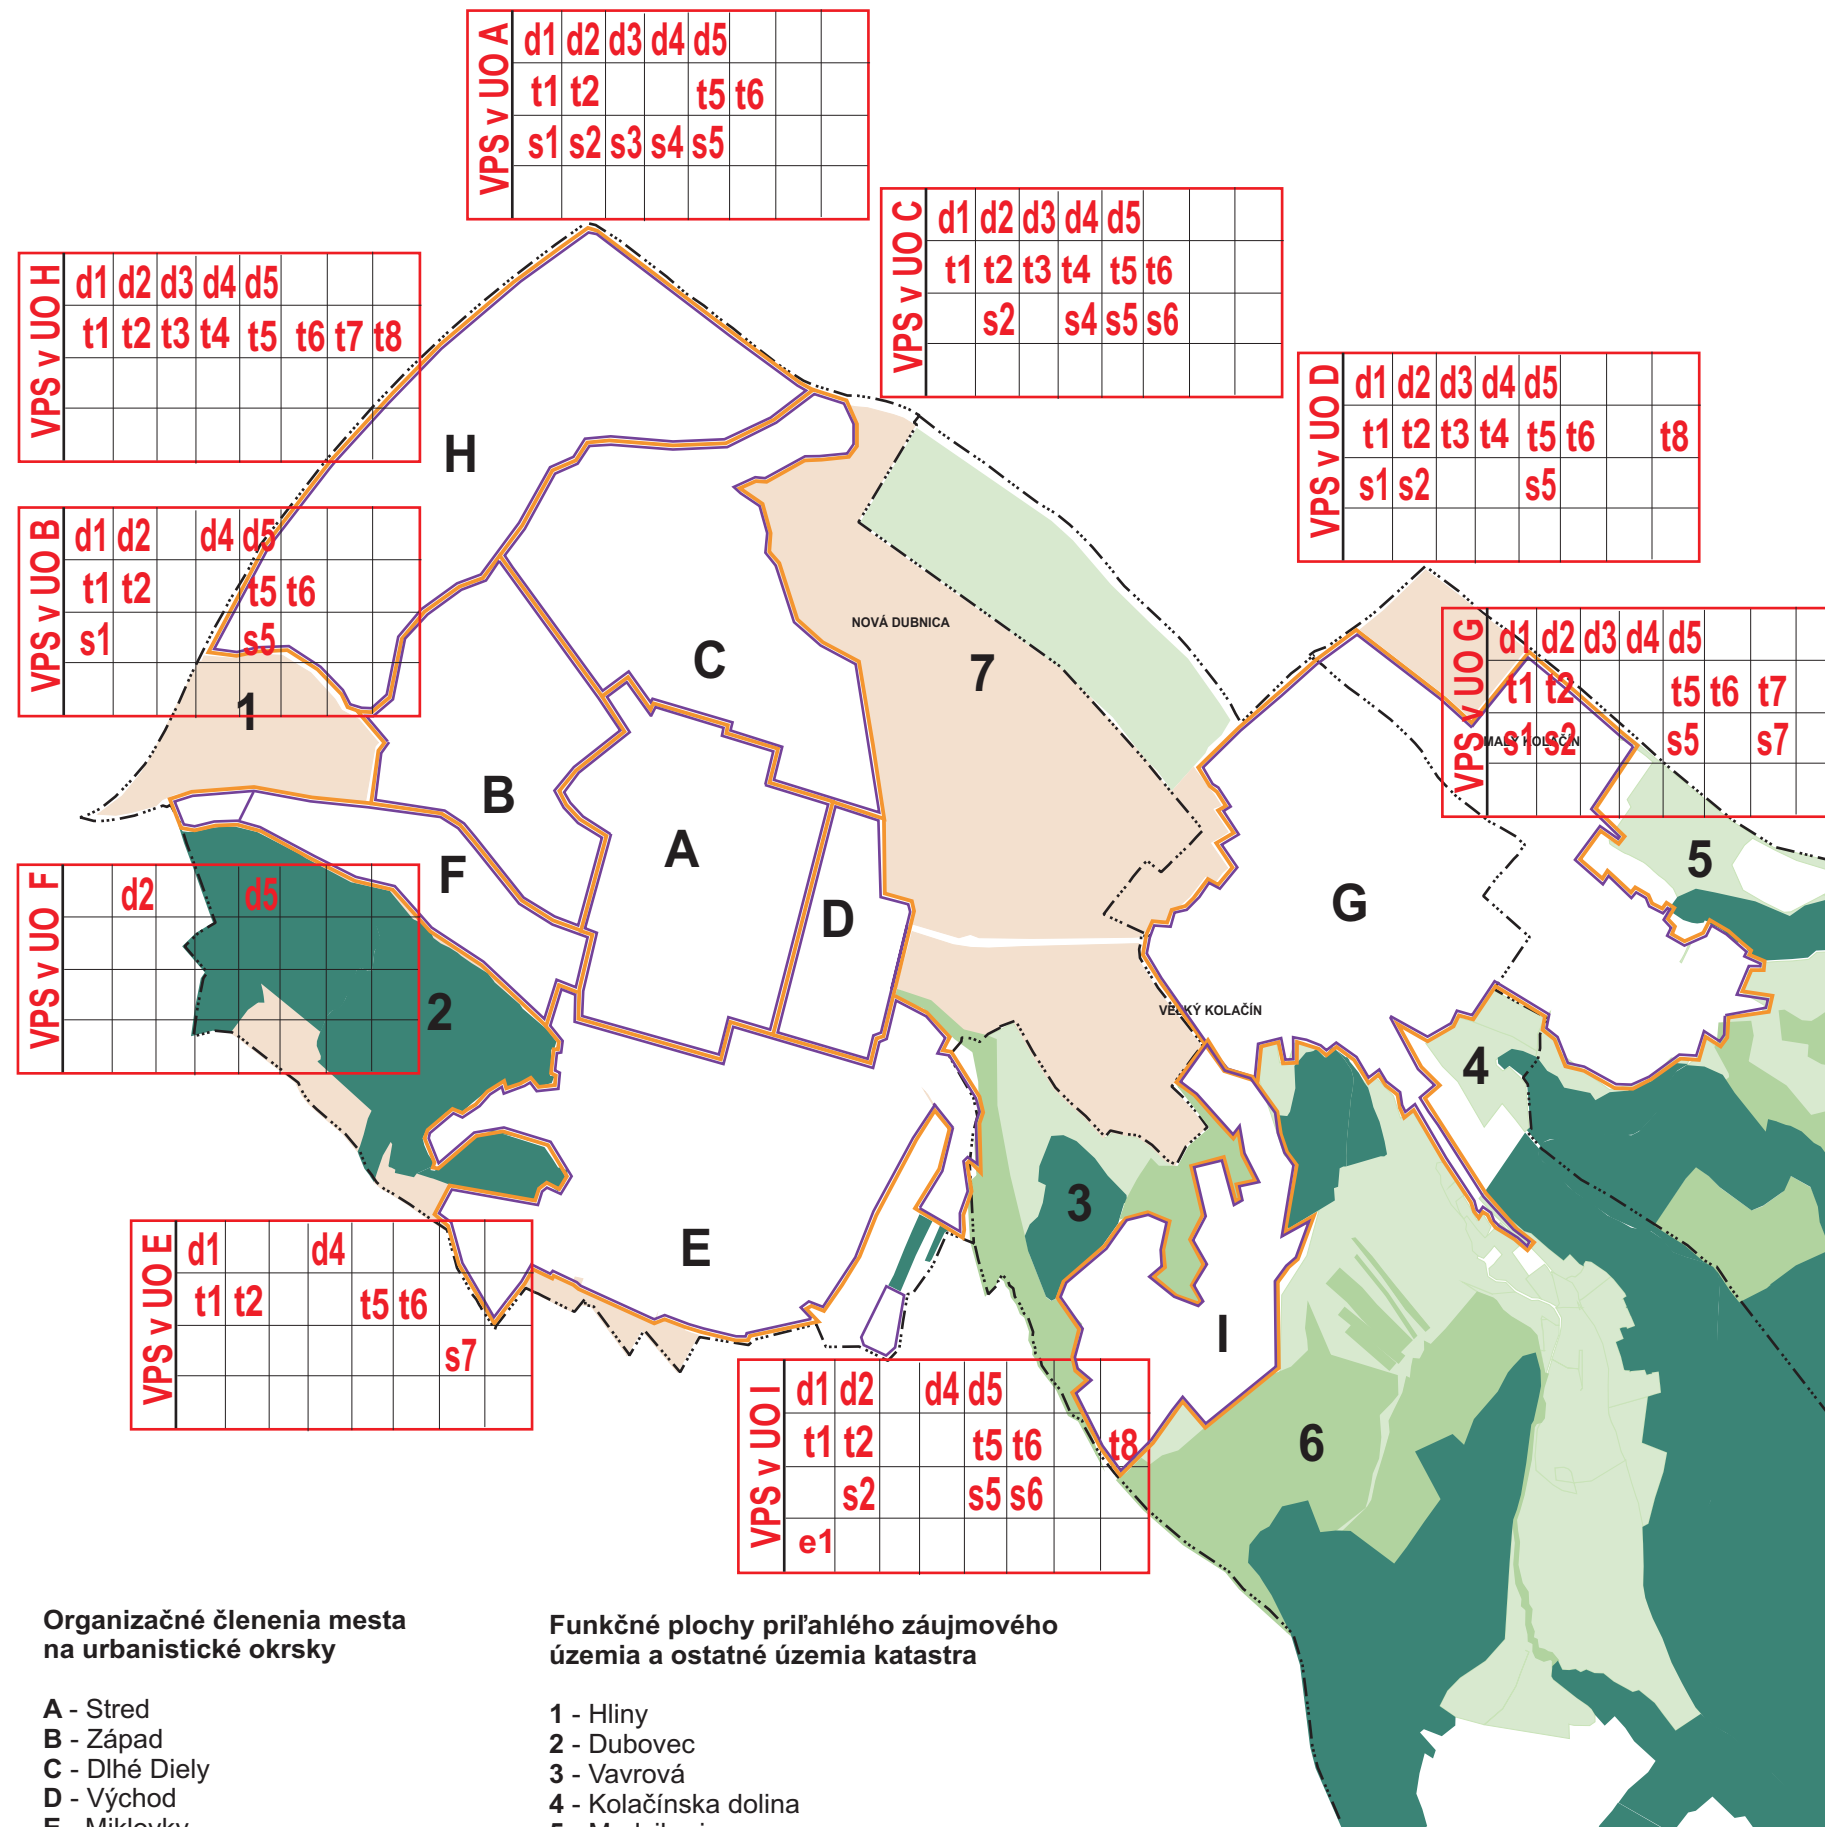 VPS v UO A
d1 d2 d3 d4 d5
t1 t2 t5 t6
s1 s2 s3 s4 s5
VPS v UO C
d1 d2 d3 d4 d5
t1 t2 t3 t4 t5 t6
s2 s4 s5 s6
VPS v UO H
d1 d2 d3 d4 d5
t1 t2 t3 t4 t5 t6 t7 t8
VPS v UO D
d1 d2 d3 d4 d5
t1 t2 t3 t4 t5 t6 t8
s1 s2 s5
H
VPS v UO B
d1 d2 d4 d5
t1 t2 t5 t6
s1 s5
VPS v UO G
d1 d2 d3 d4 d5
t1 t2 t5 t6 t7
s1 s2 s5 s7
NOVÁ DUBNICA
C
7
1
MALÝ KOLAČÍN
B
A
5
F
D
G
VPS v UO F
d2 d5
2
VEĽKÝ KOLAČÍN
4
3
E
I
6
VPS v UO E
d1 d4
t1 t2 t5 t6
s7
VPS v UO I
d1 d2 d4 d5
t1 t2 t5 t6 t8
s2 s5 s6
e1
Organizačné členenia mesta
na urbanistické okrsky
A - Stred
B - Západ
C - Dlhé Diely
D - Východ
E - Miklovky
Funkčné plochy priľahlého záujmového
územia a ostatné územia katastra
1 - Hliny
2 - Dubovec
3 - Vavrová
4 - Kolačínska dolina
5 -